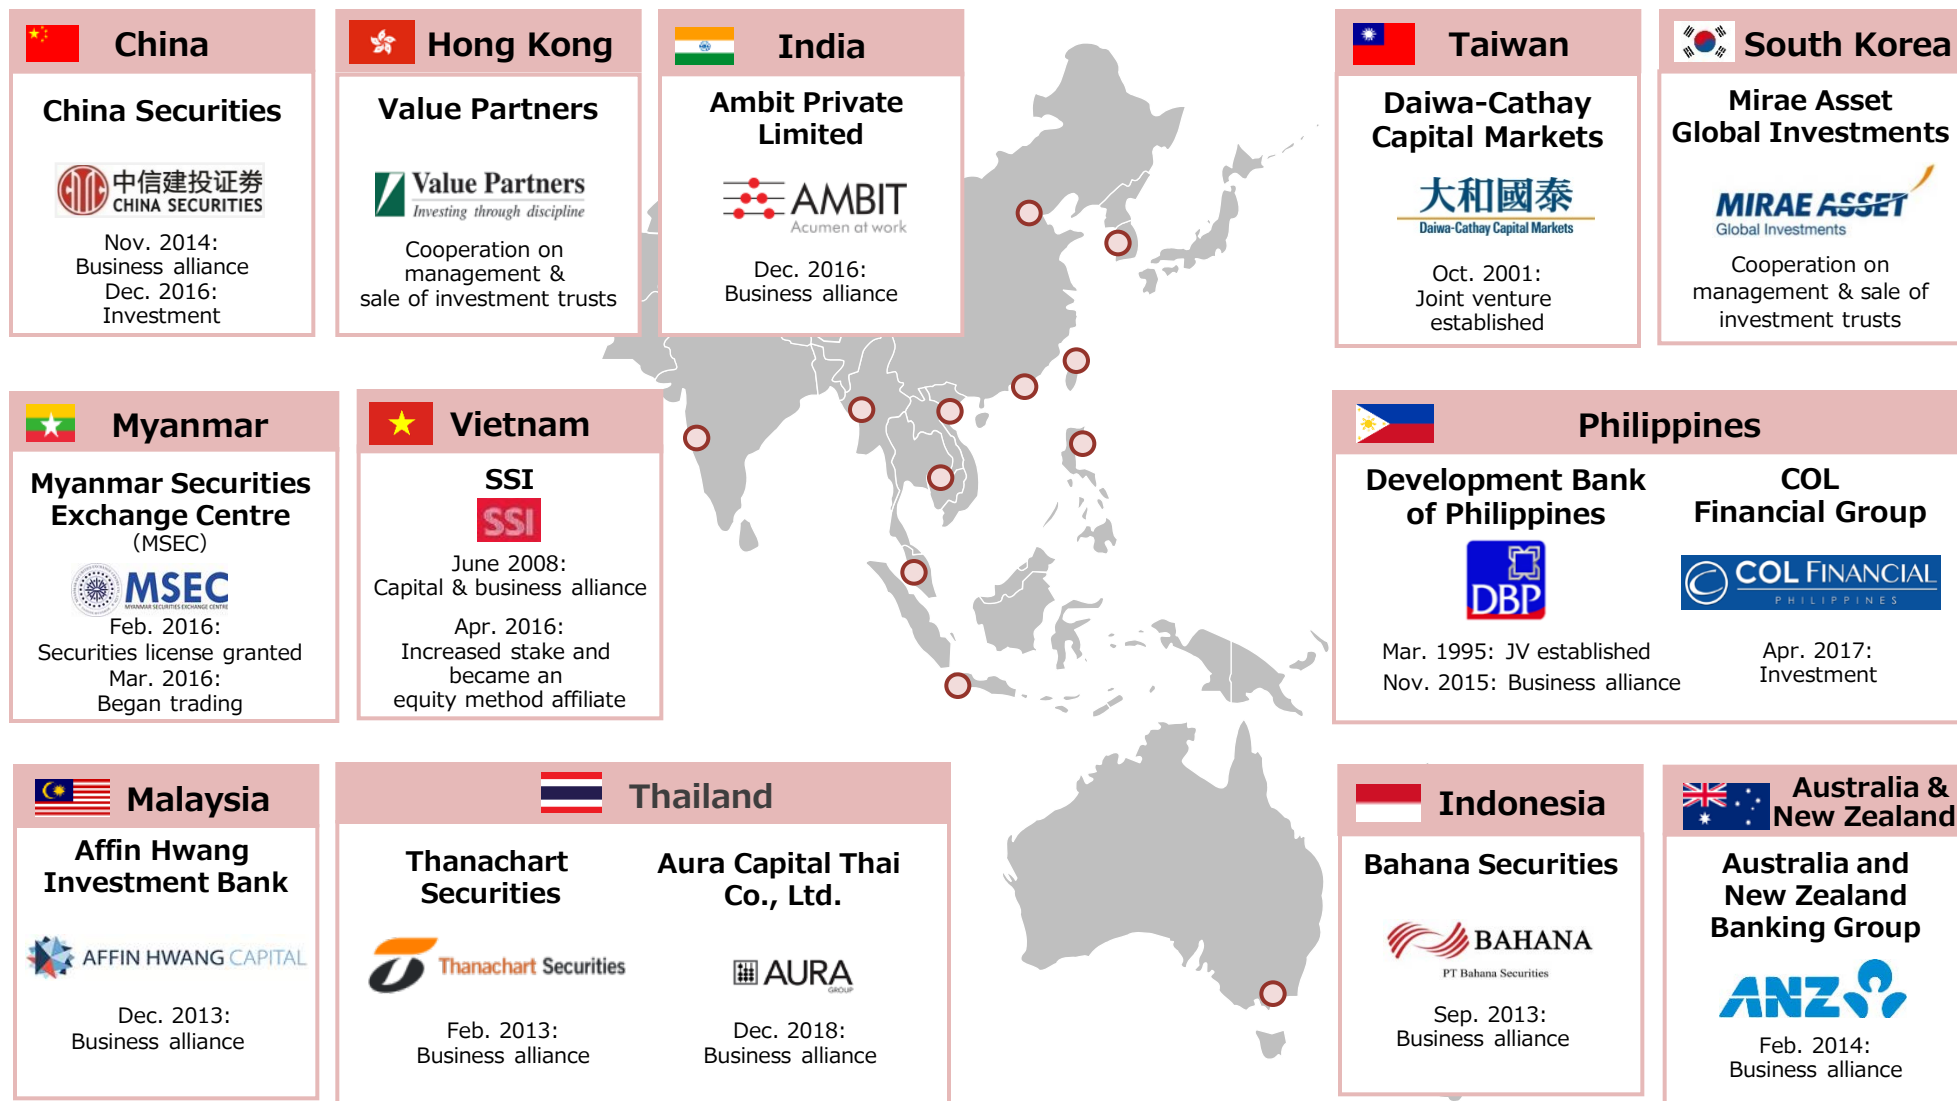 China
China Securities
中信建投证券
CHINA SECURITIES
Nov. 2014:
Business alliance
Dec. 2016:
Investment
Hong Kong
Value Partners
Value Partners
Investing through discipline
Cooperation on
management &
sale of investment trusts
India
Ambit Private
Limited
AMBIT
Acumen at work
Dec. 2016:
Business alliance
Taiwan
Daiwa-Cathay
Capital Markets
大和國泰
Daiwa-Cathay Capital Markets
Oct. 2001:
Joint venture
established
South Korea
Mirae Asset
Global Investments
MIRAE ASSET
Global Investments
Cooperation on
management & sale of
investment trusts
Myanmar
Myanmar Securities
Exchange Centre
(MSEC)
MSEC
MYANMAR SECURITIES EXCHANGE CENTRE
Feb. 2016:
Securities license granted
Mar. 2016:
Began trading
Vietnam
SSI
SSI
June 2008:
Capital & business alliance
Apr. 2016:
Increased stake and
became an
equity method affiliate
Philippines
Development Bank
of Philippines
DBP
Mar. 1995: JV established
Nov. 2015: Business alliance
COL
Financial Group
COL FINANCIAL
PHILIPPINES
Apr. 2017:
Investment
Malaysia
Affin Hwang
Investment Bank
AFFIN HWANG CAPITAL
Dec. 2013:
Business alliance
Thailand
Thanachart
Securities
Thanachart Securities
Feb. 2013:
Business alliance
Aura Capital Thai
Co., Ltd.
AURA
GROUP
Dec. 2018:
Business alliance
Indonesia
Bahana Securities
BAHANA
PT Bahana Securities
Sep. 2013:
Business alliance
Australia &
New Zealand
Australia and
New Zealand
Banking Group
ANZ
Feb. 2014:
Business alliance